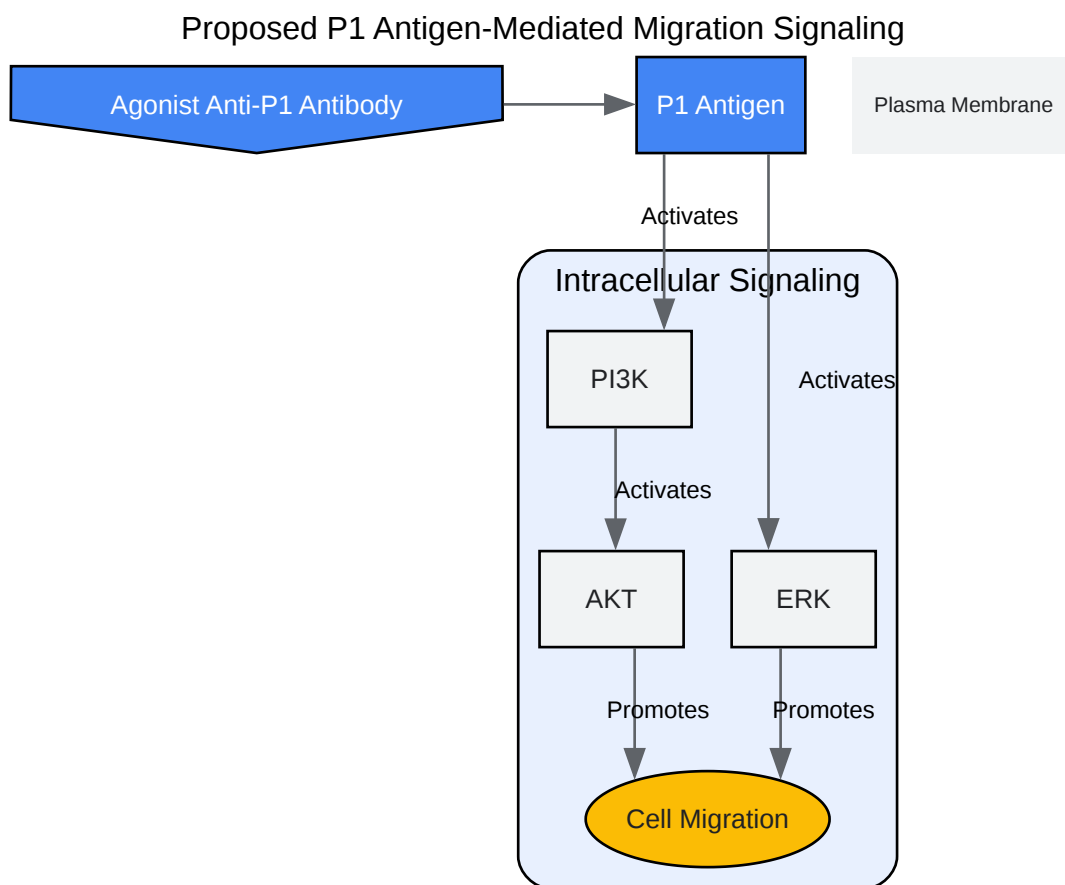 Proposed P1 Antigen-Mediated Migration Signaling
Agonist Anti-P1 Antibody
P1 Antigen
Plasma Membrane
Activates
Intracellular Signaling
PI3K
Activates
Activates
AKT
ERK
Promotes
Promotes
Cell Migration